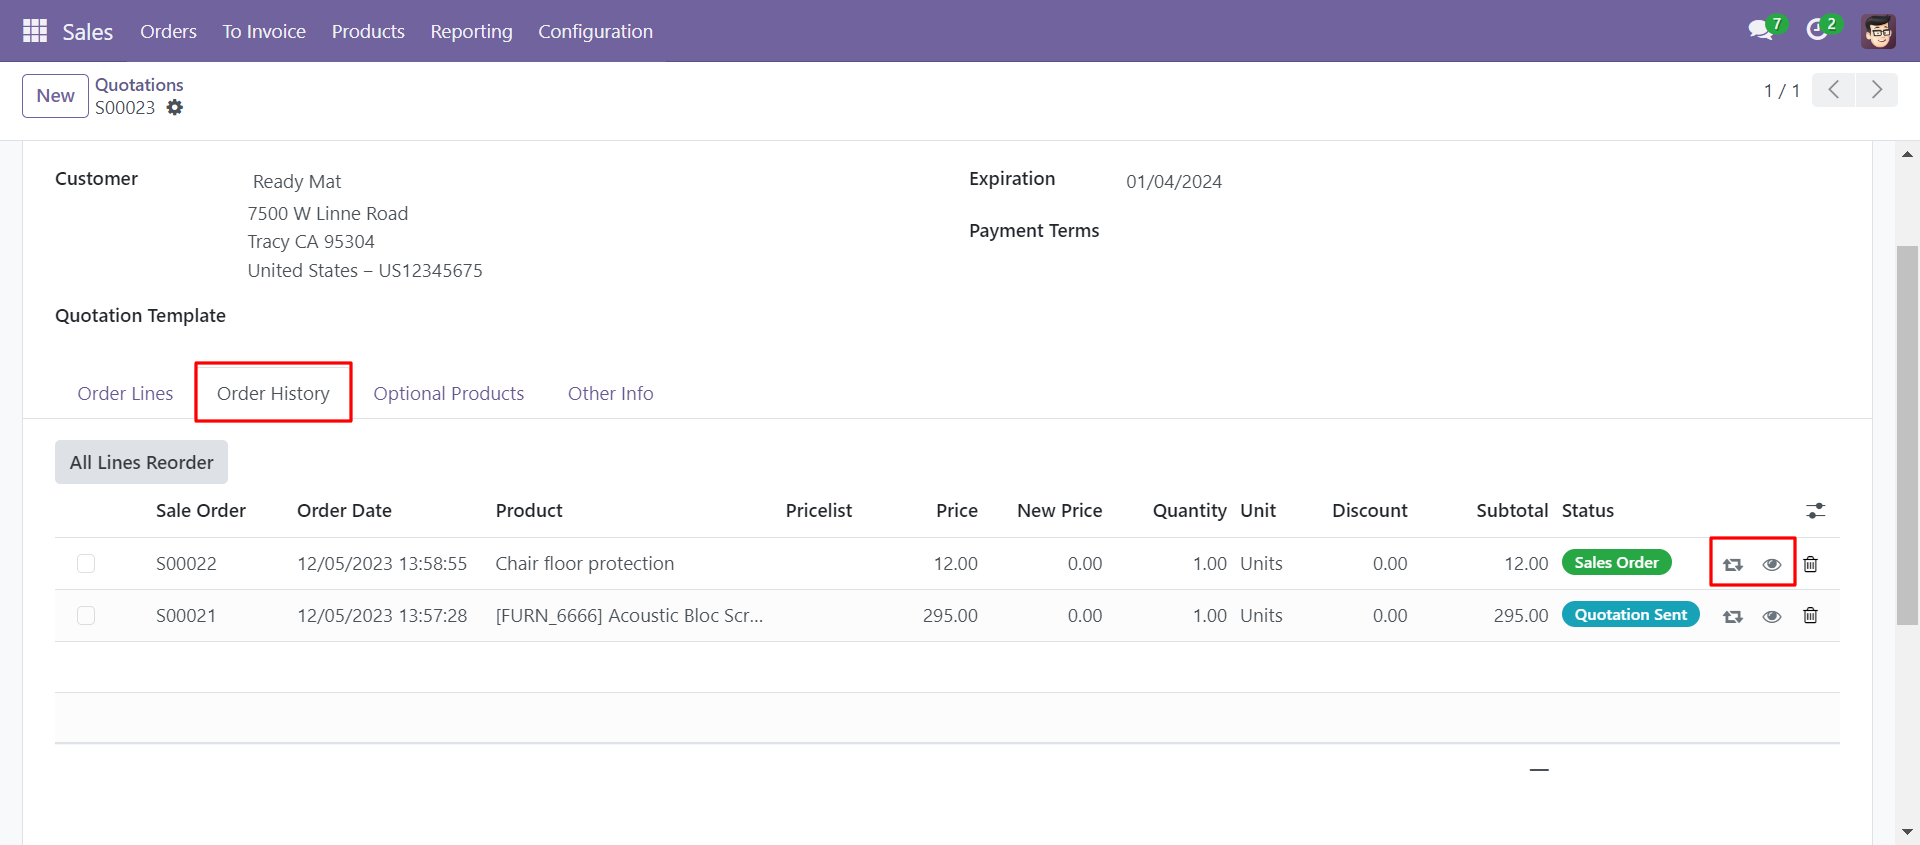 Sales Orders To Invoice Products Reporting Configuration 7 2
New Quotations
S00023 1 / 1
Customer Ready Mat Expiration 01/04/2024
7500 W Linne Road
Tracy CA 95304 Payment Terms
United States – US12345675
Quotation Template
Order Lines Order History Optional Products Other Info
All Lines Reorder
Sale Order Order Date Product Pricelist Price New Price Quantity Unit Discount Subtotal Status
S00022 12/05/2023 13:58:55 Chair floor protection 12.00 0.00 1.00 Units 0.00 12.00 Sales Order
S00021 12/05/2023 13:57:28 [FURN_6666] Acoustic Bloc Scr... 295.00 0.00 1.00 Units 0.00 295.00 Quotation Sent
—